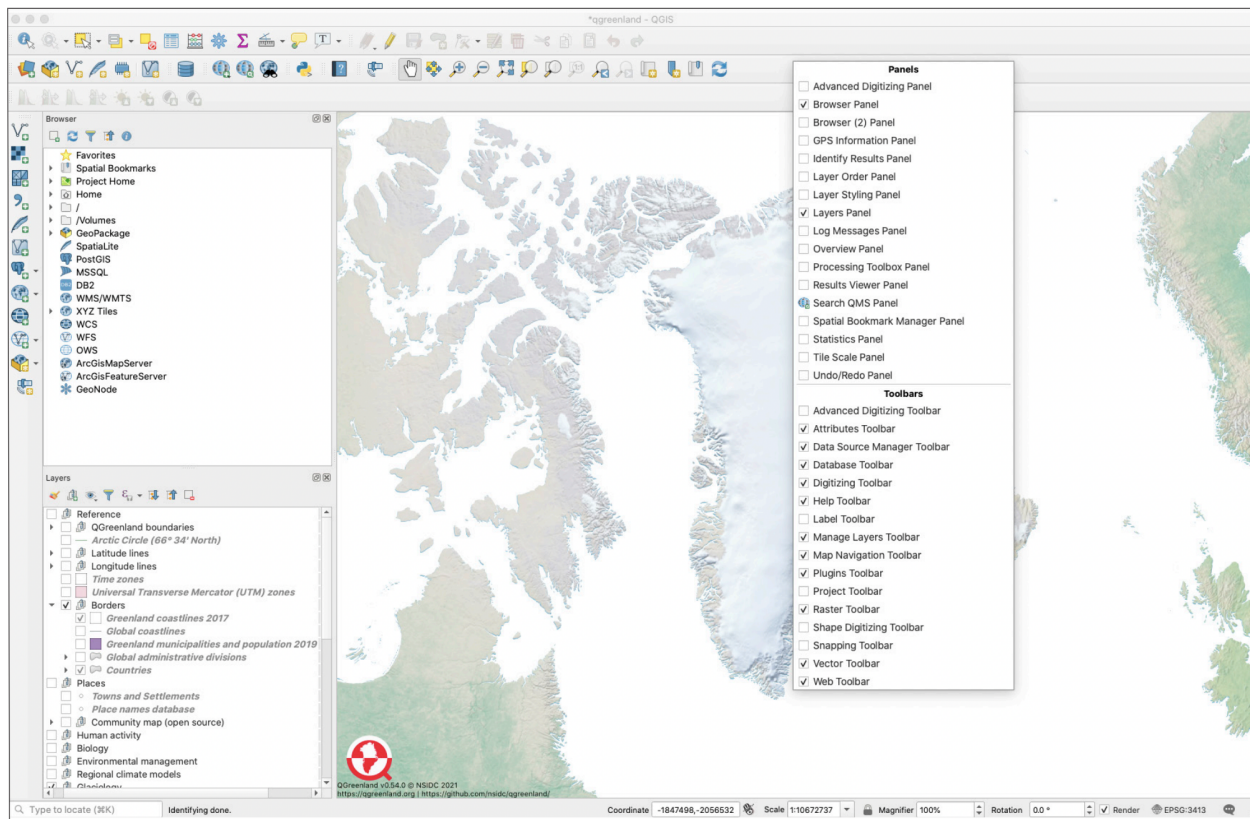 *qgreenland - QGIS
Panels
Advanced Digitizing Panel
Browser Panel
Browser (2) Panel
GPS Information Panel
Identify Results Panel
Layer Order Panel
Layer Styling Panel
Layers Panel
Log Messages Panel
Overview Panel
Processing Toolbox Panel
Results Viewer Panel
Search QMS Panel
Spatial Bookmark Manager Panel
Statistics Panel
Tile Scale Panel
Undo/Redo Panel
Toolbars
Advanced Digitizing Toolbar
Attributes Toolbar
Data Source Manager Toolbar
Database Toolbar
Digitizing Toolbar
Help Toolbar
Label Toolbar
Manage Layers Toolbar
Map Navigation Toolbar
Plugins Toolbar
Project Toolbar
Raster Toolbar
Shape Digitizing Toolbar
Snapping Toolbar
Vector Toolbar
Web Toolbar
Browser
Favorites
Spatial Bookmarks
Project Home
Home
/
/Volumes
GeoPackage
SpatiaLite
PostGIS
MSSQL
DB2
WMS/WMTS
XYZ Tiles
WCS
WFS
OWS
ArcGisMapServer
ArcGisFeatureServer
GeoNode
Layers
Reference
QGreenland boundaries
Arctic Circle (66° 34' North)
Latitude lines
Longitude lines
Time zones
Universal Transverse Mercator (UTM) zones
Borders
Greenland coastlines 2017
Global coastlines
Greenland municipalities and population 2019
Global administrative divisions
Countries
Places
Towns and Settlements
Place names database
Community map (open source)
Human activity
Biology
Environmental management
Regional climate models
Glaciology
QGreenland v0.54.0 © NSIDC 2021
https://qgreenland.org | https://github.com/nsidc/qgreenland/
Type to locate (⌘K) Identifying done. Coordinate -1847498,-2056532 Scale 1:10672737 Magnifier 100% Rotation 0.0 ° Render EPSG:3413